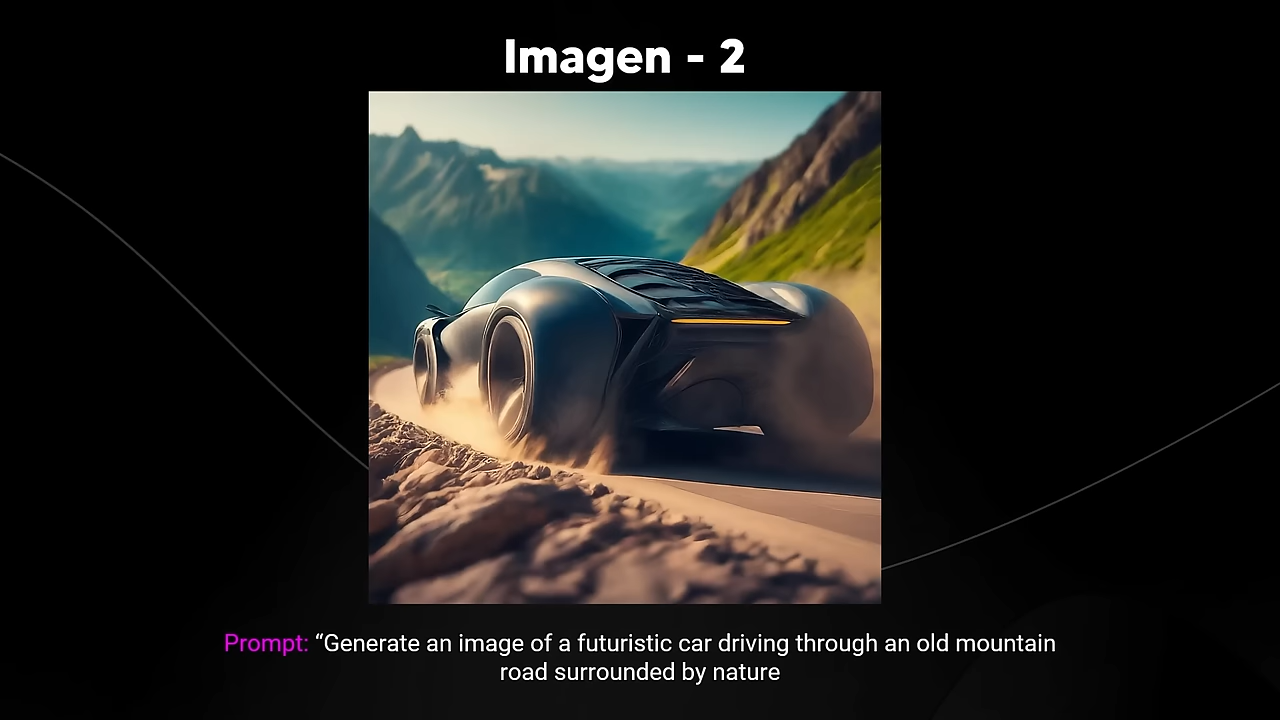 Imagen - 2
Prompt: “Generate an image of a futuristic car driving through an old mountain
road surrounded by nature